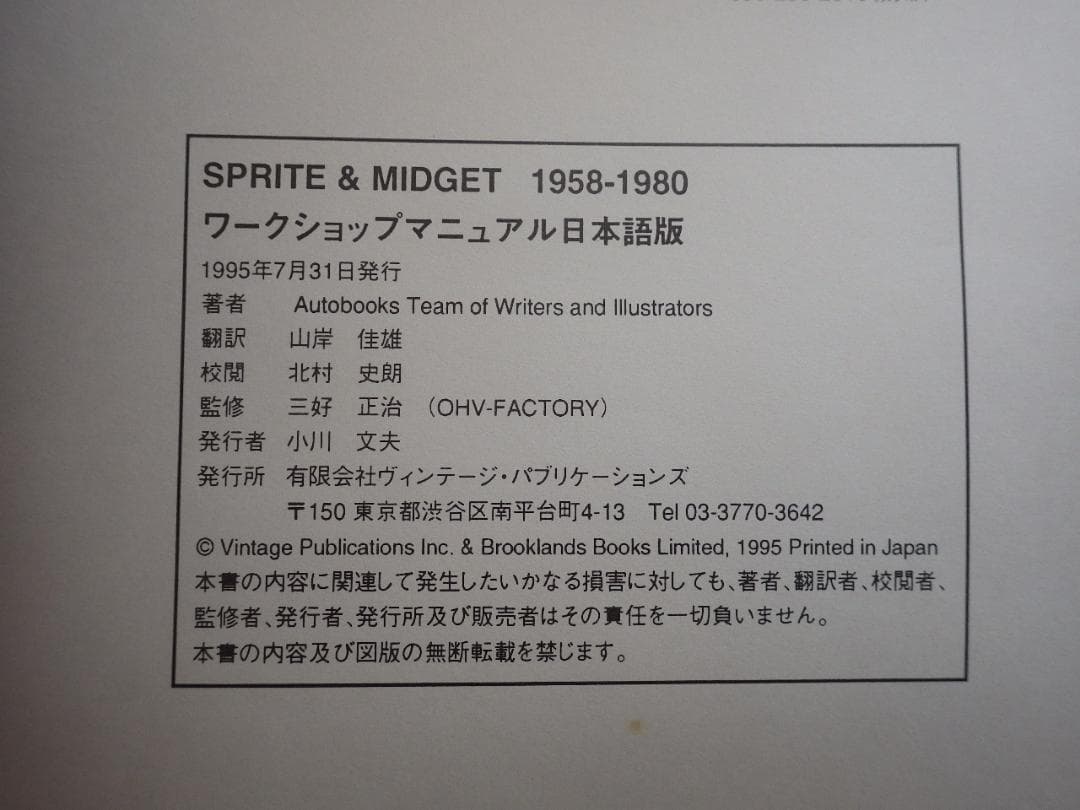 SPRITE & MIDGET 1958-1980
ワークショップマニュアル日本語版
1995年7月31日発行
著者 Autobooks Team of Writers and Illustrators
翻訳 山岸 佳雄
校閲 北村 史朗
監修 三好 正治 (OHV-FACTORY)
発行者 小川 文夫
発行所 有限会社ヴィンテージ・パブリケーションズ
〒150 東京都渋谷区南平台町4-13 Tel 03-3770-3642
© Vintage Publications Inc. & Brooklands Books Limited, 1995 Printed in Japan
本書の内容に関連して発生したいかなる損害に対しても、著者、翻訳者、校閲者、
監修者、発行者、発行所及び販売者はその責任を一切負いません。
本書の内容及び図版の無断転載を禁じます。